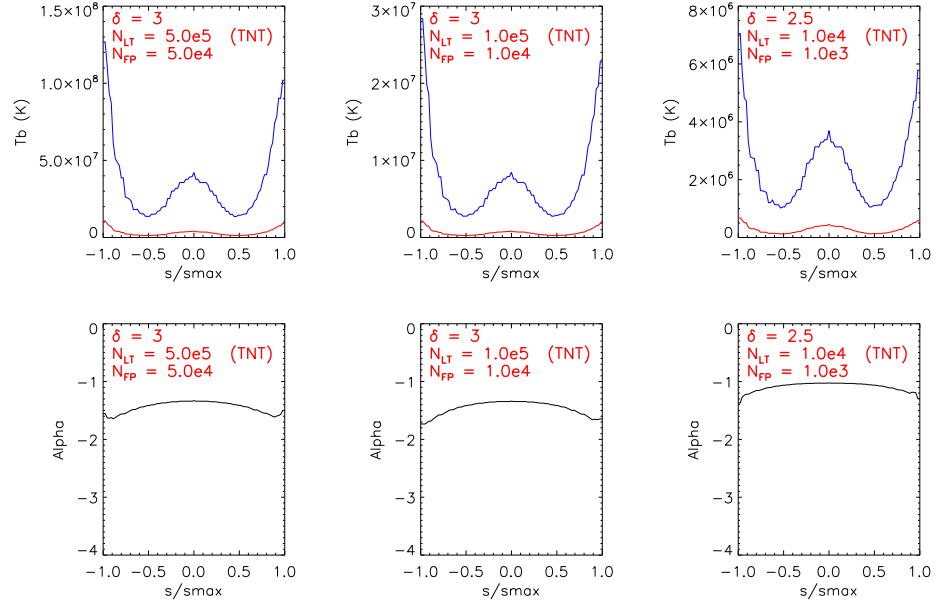 δ = 3
N_LT = 5.0e5 (TNT)
N_FP = 5.0e4
Tb (K)
1.5×10⁸
1.0×10⁸
5.0×10⁷
0
-1.0 -0.5 0.0 0.5 1.0
s/smax
δ = 3
N_LT = 1.0e5 (TNT)
N_FP = 1.0e4
Tb (K)
3×10⁷
2×10⁷
1×10⁷
0
-1.0 -0.5 0.0 0.5 1.0
s/smax
δ = 2.5
N_LT = 1.0e4 (TNT)
N_FP = 1.0e3
Tb (K)
8×10⁶
6×10⁶
4×10⁶
2×10⁶
0
-1.0 -0.5 0.0 0.5 1.0
s/smax
δ = 3
N_LT = 5.0e5 (TNT)
N_FP = 5.0e4
Alpha
0
-1
-2
-3
-4
-1.0 -0.5 0.0 0.5 1.0
s/smax
δ = 3
N_LT = 1.0e5 (TNT)
N_FP = 1.0e4
Alpha
0
-1
-2
-3
-4
-1.0 -0.5 0.0 0.5 1.0
s/smax
δ = 2.5
N_LT = 1.0e4 (TNT)
N_FP = 1.0e3
Alpha
0
-1
-2
-3
-4
-1.0 -0.5 0.0 0.5 1.0
s/smax